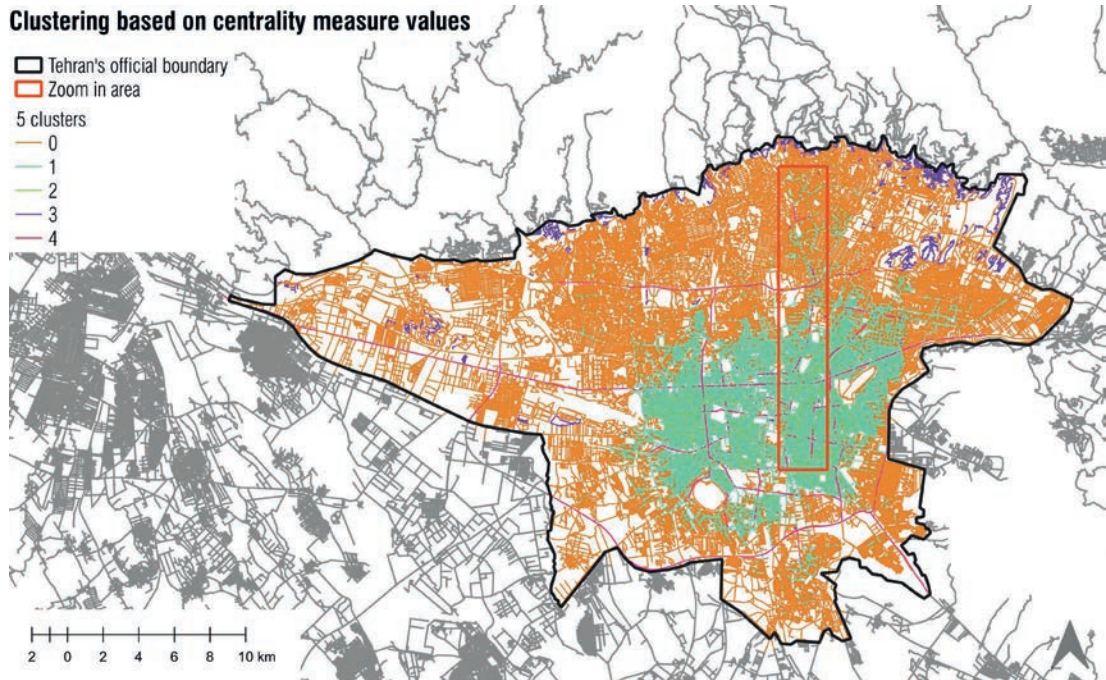 Clustering based on centrality measure values
Tehran's official boundary
Zoom in area
5 clusters
0
1
2
3
4
2 0 2 4 6 8 10 km